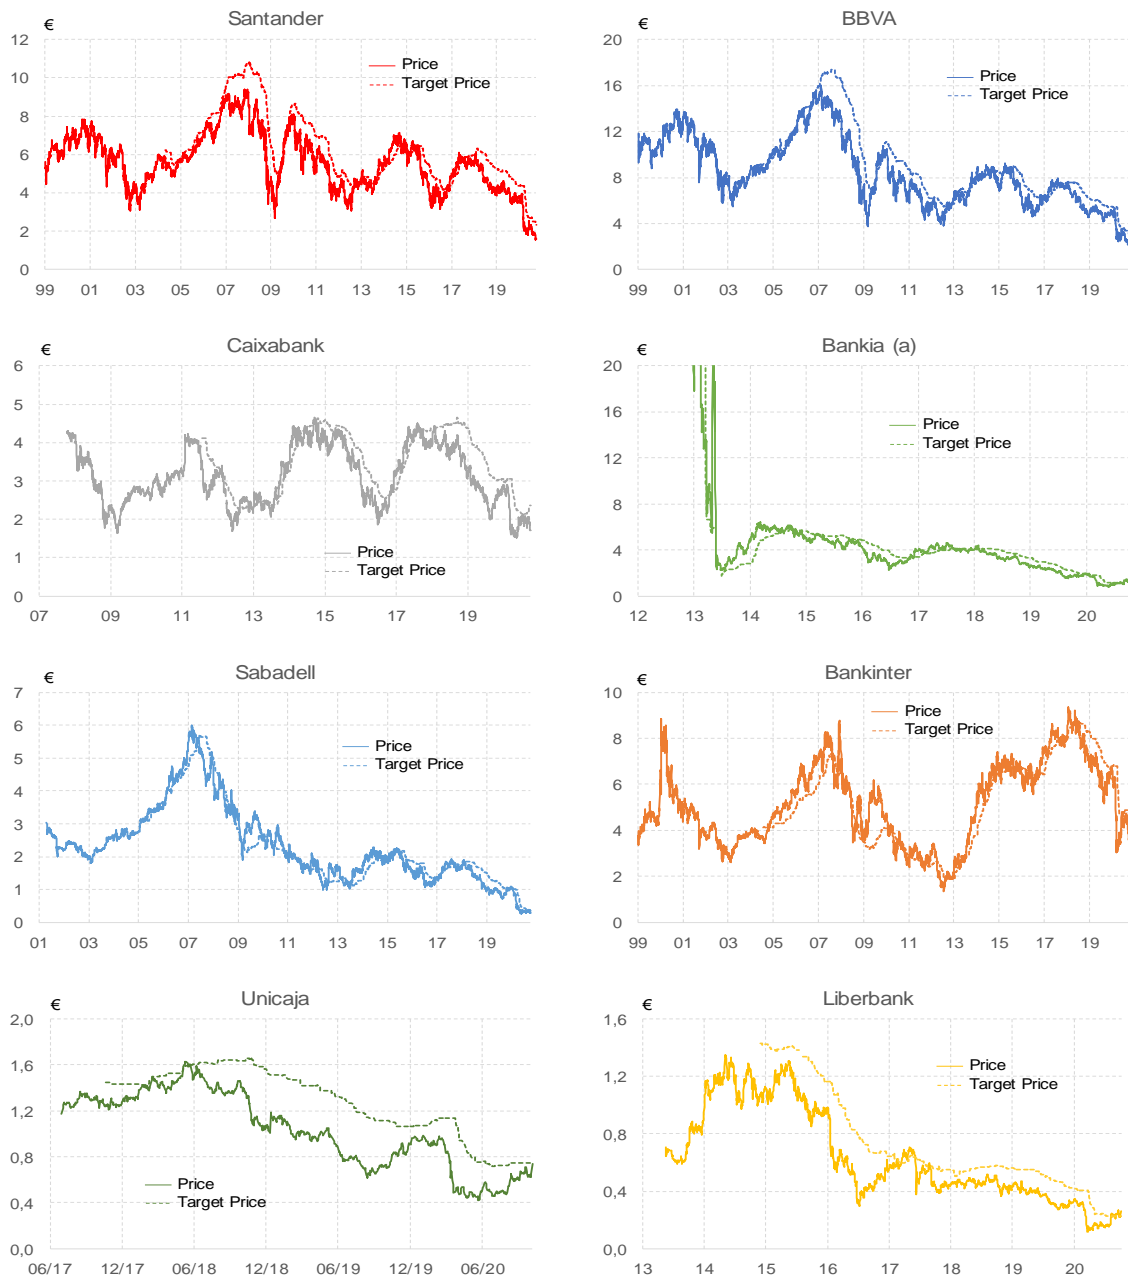 Santander
€
12
10
8
6
4
2
0
Price
Target Price
99 01 03 05 07 09 11 13 15 17 19
BBVA
€
20
16
12
8
4
0
Price
Target Price
99 01 03 05 07 09 11 13 15 17 19
Caixabank
€
6
5
4
3
2
1
0
Price
Target Price
07 09 11 13 15 17 19
Bankia (a)
€
20
16
12
8
4
0
Price
Target Price
12 13 14 15 16 17 18 19 20
Sabadell
€
7
6
5
4
3
2
1
0
Price
Target Price
01 03 05 07 09 11 13 15 17 19
Bankinter
€
10
8
6
4
2
0
Price
Target Price
99 01 03 05 07 09 11 13 15 17 19
Unicaja
€
2,0
1,6
1,2
0,8
0,4
0,0
Price
Target Price
06/17 12/17 06/18 12/18 06/19 12/19 06/20
Liberbank
€
1,6
1,2
0,8
0,4
0,0
Price
Target Price
13 14 15 16 17 18 19 20